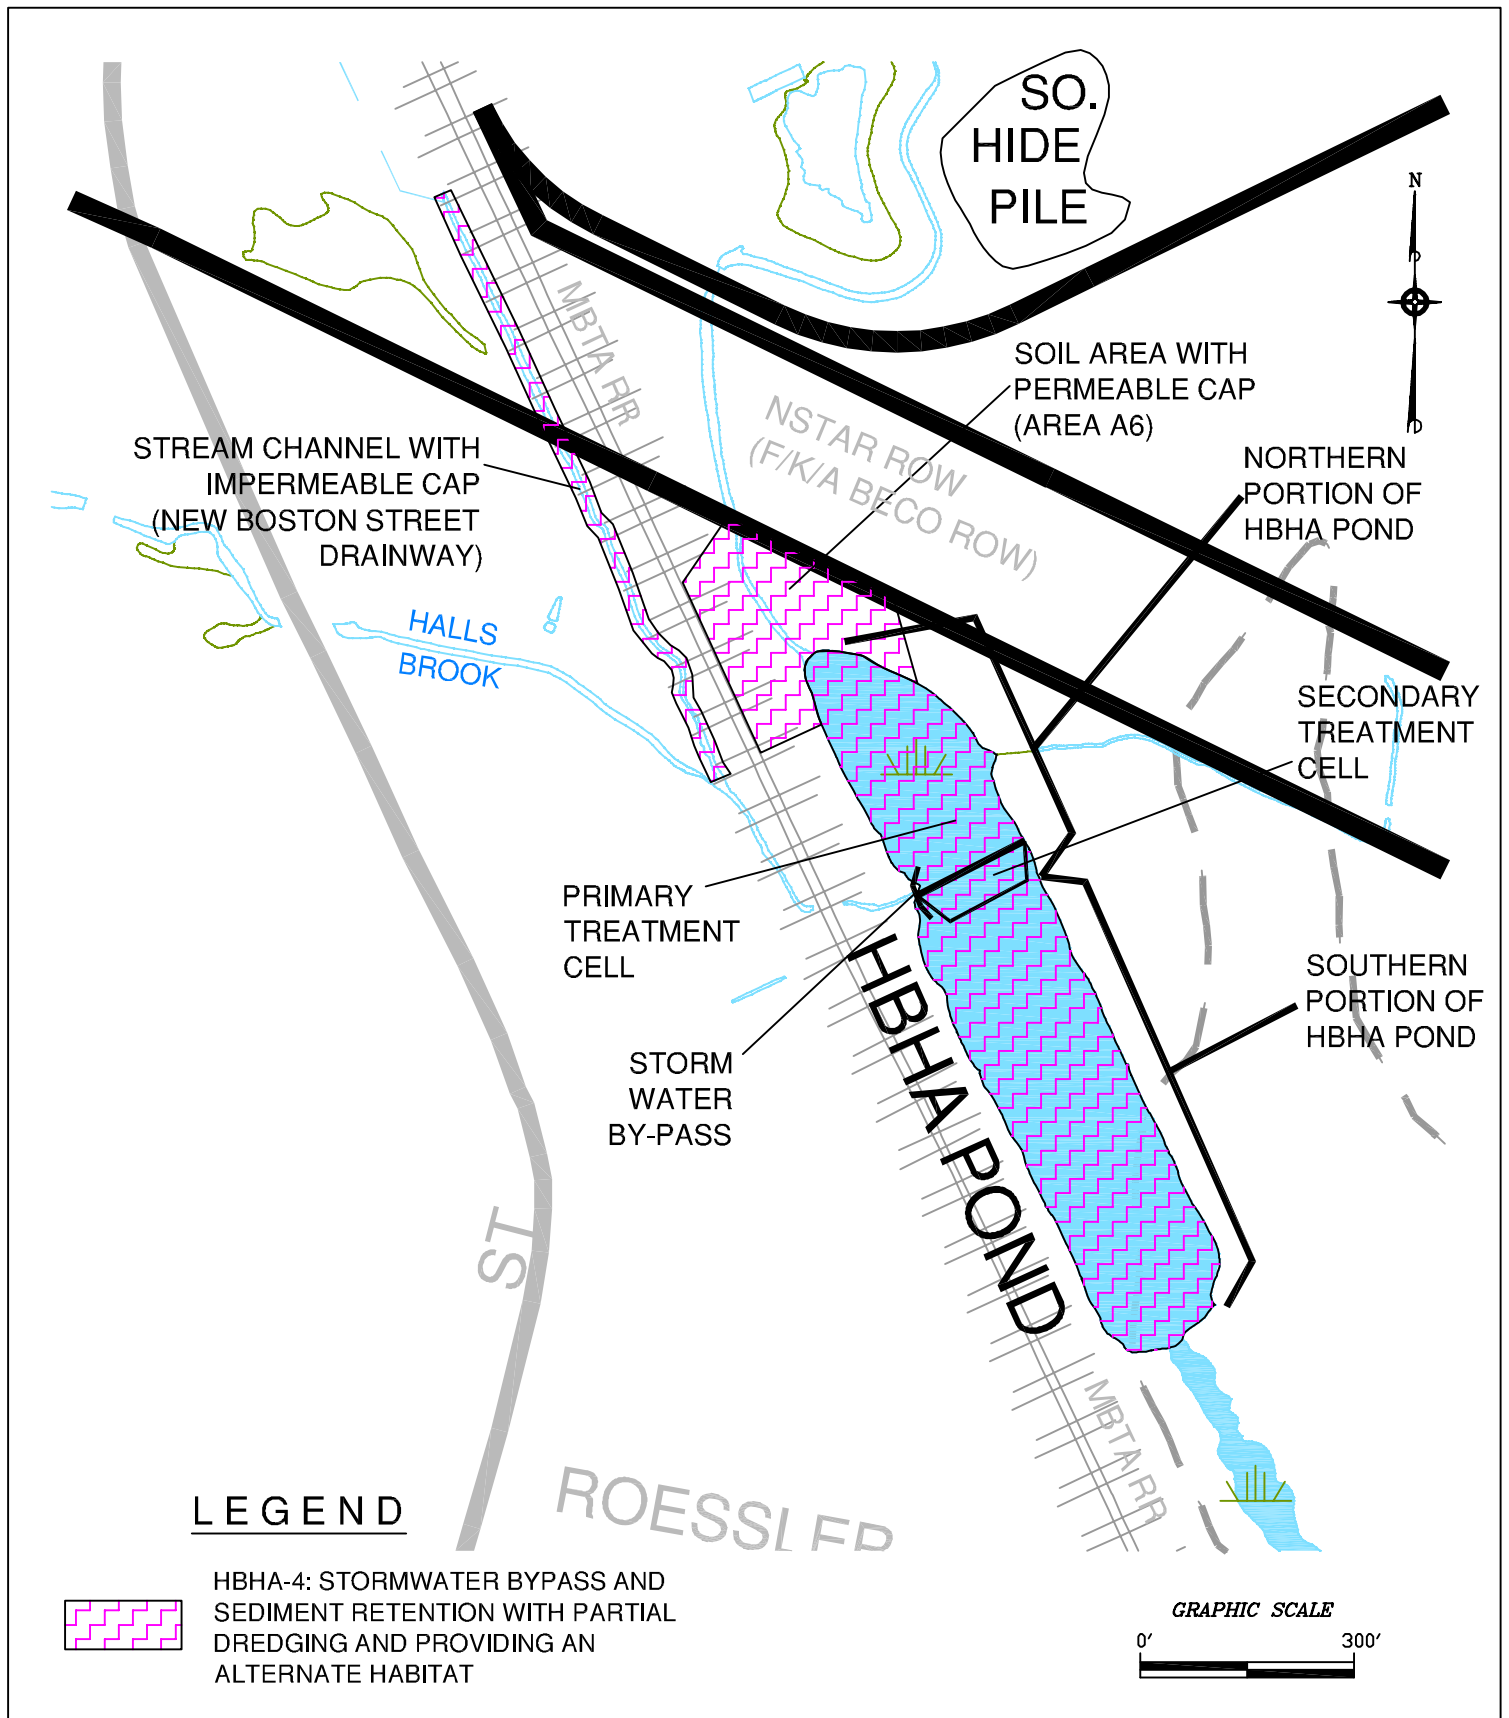 SO.
HIDE
PILE
N
MBTA RR
SOIL AREA WITH
PERMEABLE CAP
(AREA A6)
NSTAR ROW
(F/K/A BECO ROW)
STREAM CHANNEL WITH
IMPERMEABLE CAP
(NEW BOSTON STREET
DRAINWAY)
NORTHERN
PORTION OF
HBHA POND
HALLS
BROOK
SECONDARY
TREATMENT
CELL
PRIMARY
TREATMENT
CELL
HBHA POND
SOUTHERN
PORTION OF
HBHA POND
STORM
WATER
BY-PASS
ST
MBTA RR
ROESSLER
LEGEND
HBHA-4: STORMWATER BYPASS AND
SEDIMENT RETENTION WITH PARTIAL
DREDGING AND PROVIDING AN
ALTERNATE HABITAT
GRAPHIC SCALE
0' 300'